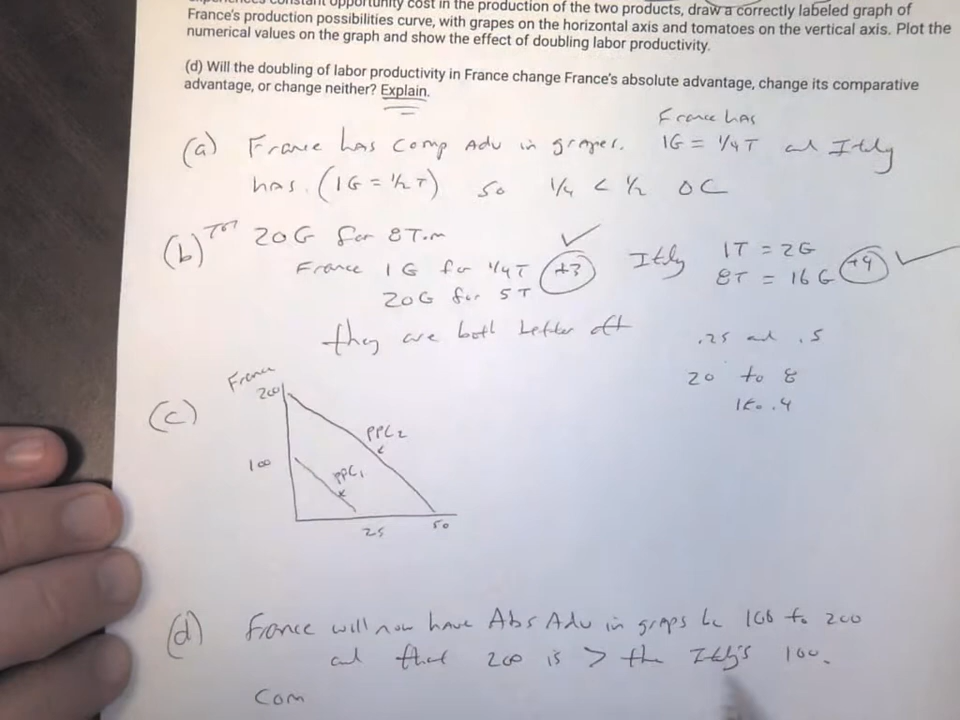 constant opportunity cost in the production of the two products, draw a correctly labeled graph of
France's production possibilities curve, with grapes on the horizontal axis and tomatoes on the vertical axis. Plot the
numerical values on the graph and show the effect of doubling labor productivity.
(d) Will the doubling of labor productivity in France change France's absolute advantage, change its comparative
advantage, or change neither? Explain.
France has
(a) France has Comp Adv in grapes. 1G = 1/4 T and Italy
has (1G = 1/2 T) so 1/4 < 1/2 OC
(b) 20G for 8Tom
France 1G for 1/4 T +3 Italy 1T = 2G
20G for 5T 8T = 16G +4
they are both better off
.25 and .5
20 to 8
1 to .4
(c) France
200
100
PPC2
PPC1
25 50
(d) France will now have Abs Adv in graps bc 100 to 200
and that 200 is > the Italy's 100.
Com